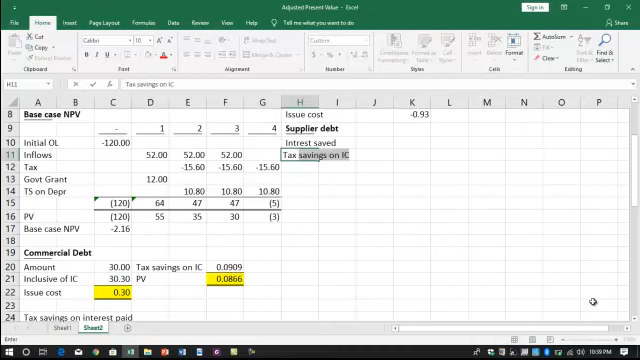 Adjusted Present Value - Excel
Sign in
File Home Insert Page Layout Formulas Data Review View Help Tell me what you want to do
Share
Cut
Copy
Format Painter
Paste
Clipboard
Calibri 10
Font
Wrap Text
Merge & Center
Alignment
General
Number
Conditional Formatting
Format as Table
Cell Styles
Styles
Insert Delete Format
Cells
AutoSum
Fill
Clear
Sort & Filter
Find & Select
Editing
H11 Tax savings on IC
A B C D E F G H I J K L M N O P
8 Base case NPV Issue cost -0.93
9 - 1 2 3 4 Supplier debt
10 Initial OL -120.00 Intrest saved
11 Inflows 52.00 52.00 52.00 Tax savings on IC
12 Tax -15.60 -15.60 -15.60
13 Govt Grant 12.00
14 TS on Depr 10.80 10.80 10.80
15 (120) 64 47 47 (5)
16 PV (120) 55 35 30 (3)
17 Base case NPV -2.16
18
19 Commercial Debt
20 Amount 30.00 Tax savings on IC 0.0909
21 Inclusive of IC 30.30 PV 0.0866
22 Issue cost 0.30
23
24 Tax savings on interest paid
Sheet1 Sheet2
Enter
10:39 PM